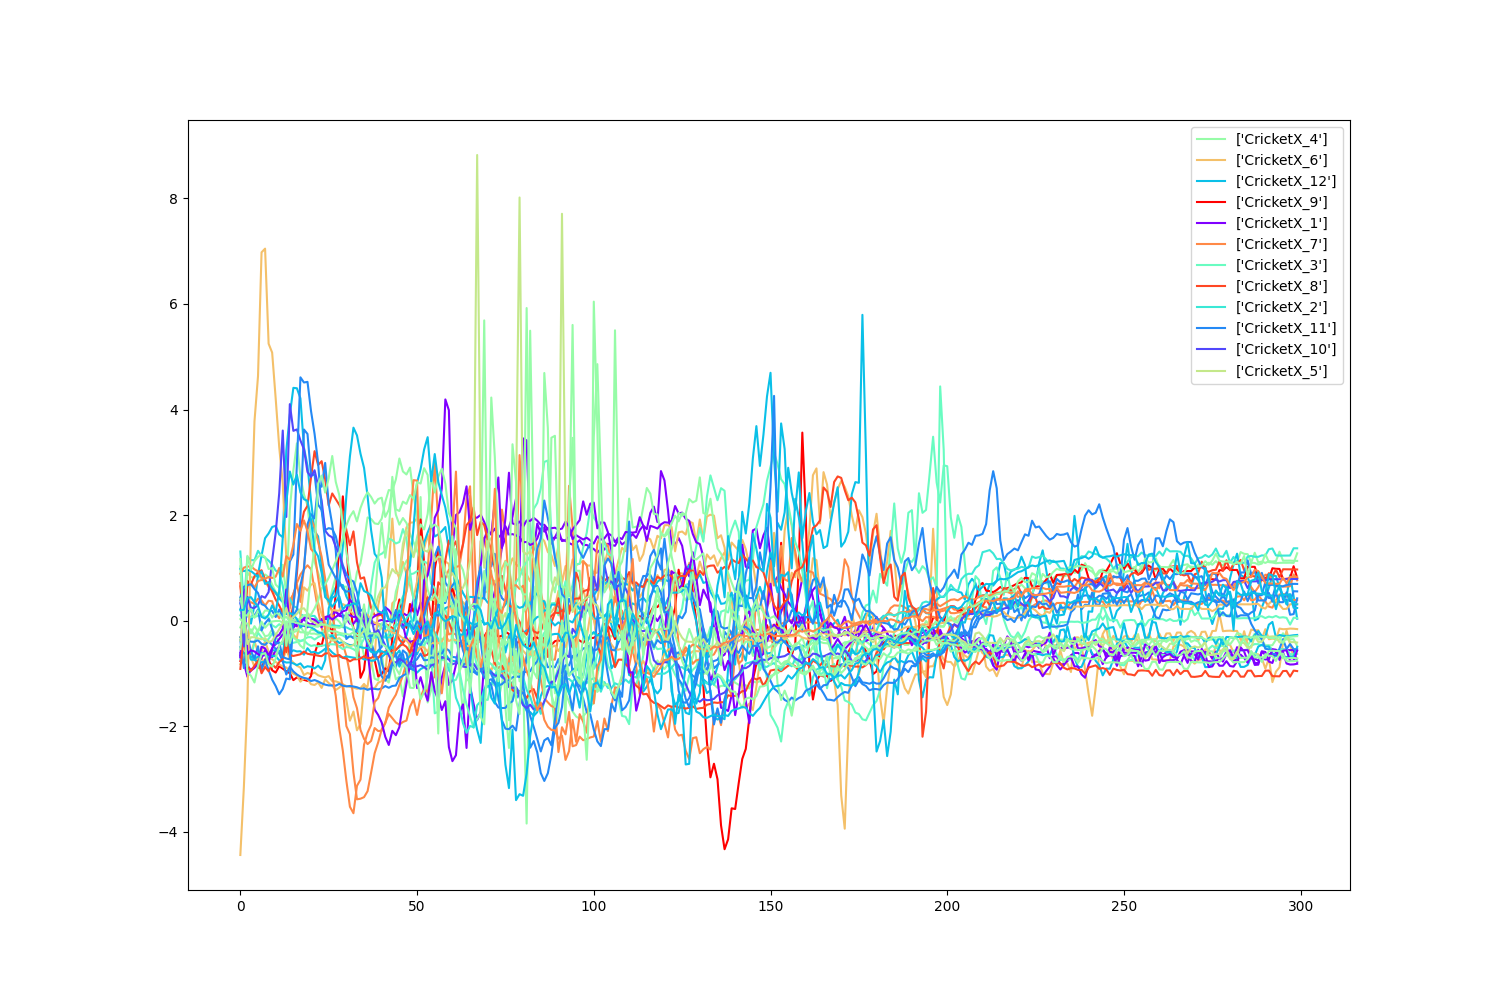 ['CricketX_4']
['CricketX_6']
['CricketX_12']
['CricketX_9']
['CricketX_1']
['CricketX_7']
['CricketX_3']
['CricketX_8']
['CricketX_2']
['CricketX_11']
['CricketX_10']
['CricketX_5']
8
6
4
2
0
−2
−4
0 50 100 150 200 250 300